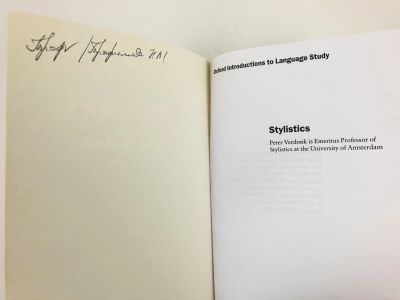 Oxford Introductions to Language Study
Stylistics
Peter Verdonk is Emeritus Professor of
Stylistics at the University of Amsterdam